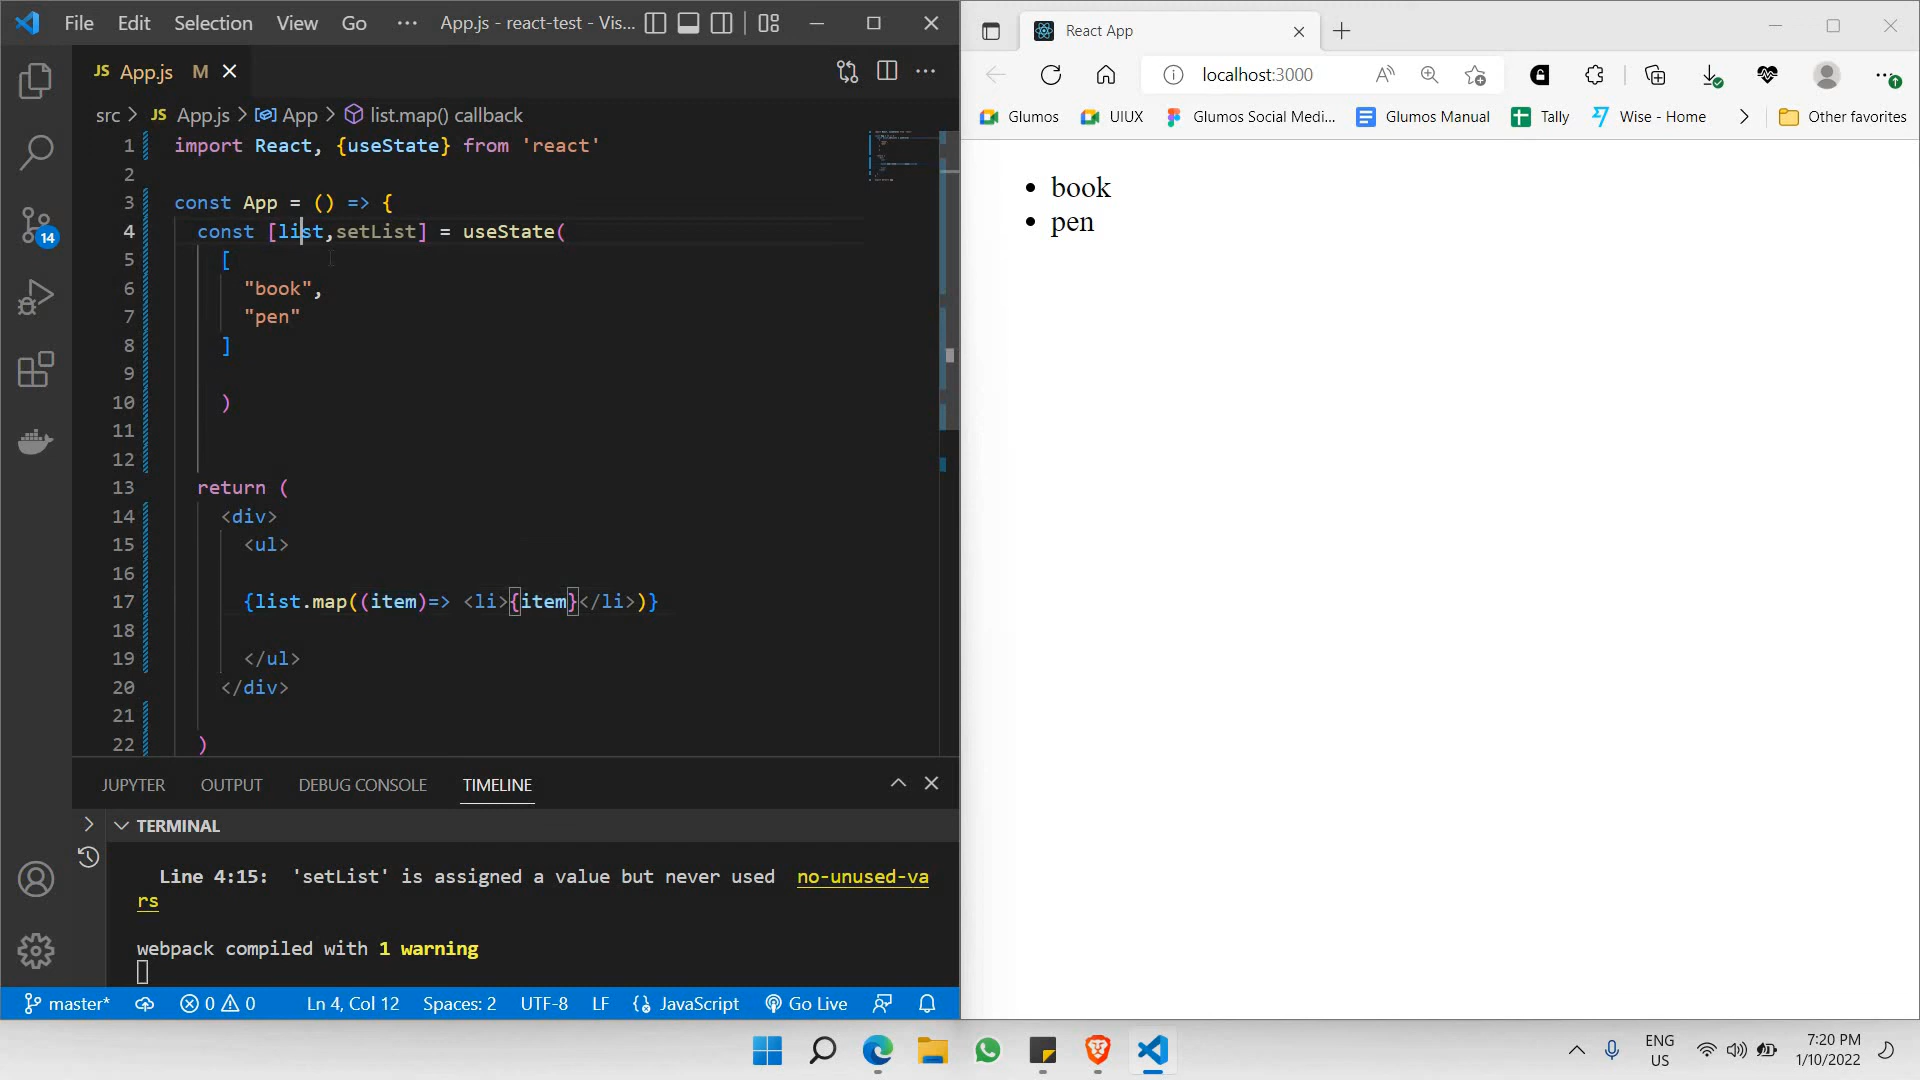 File Edit Selection View Go ··· App.js - react-test - Vis...
JS App.js M
src > JS App.js > App > list.map() callback
1 import React, {useState} from 'react'
2
3 const App = () => {
4 const [list,setList] = useState(
5 [
6 "book",
7 "pen"
8 ]
9
10 )
11
12
13 return (
14 <div>
15 <ul>
16
17 {list.map((item)=> <li>{item}</li>)}
18
19 </ul>
20 </div>
21
22 )
JUPYTER OUTPUT DEBUG CONSOLE TIMELINE
TERMINAL
Line 4:15: 'setList' is assigned a value but never used no-unused-va
rs
webpack compiled with 1 warning
14
master* 0 0 Ln 4, Col 12 Spaces: 2 UTF-8 LF JavaScript Go Live
React App
localhost:3000
Glumos UIUX Glumos Social Medi... Glumos Manual Tally Wise - Home Other favorites
• book
• pen
ENG
US
7:20 PM
1/10/2022